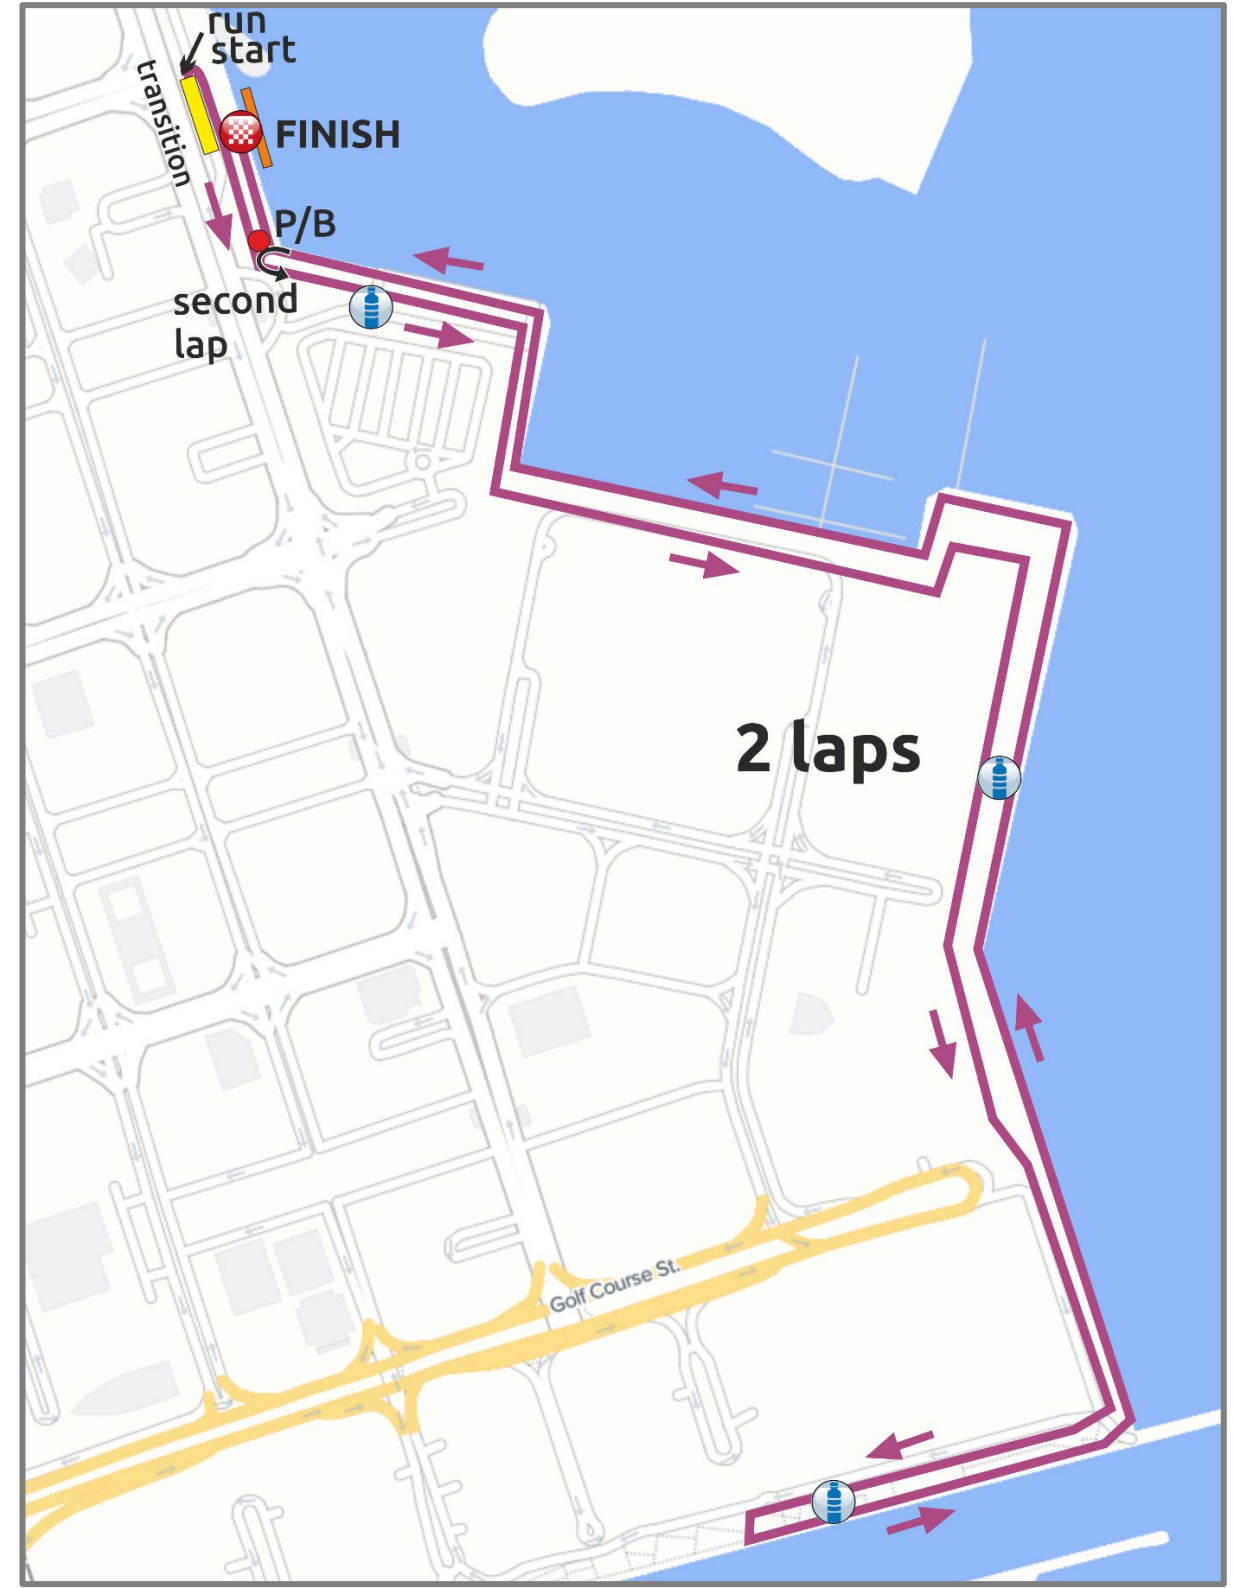 run
start
transition
FINISH
P/B
second
lap
2 laps
Golf Course St.